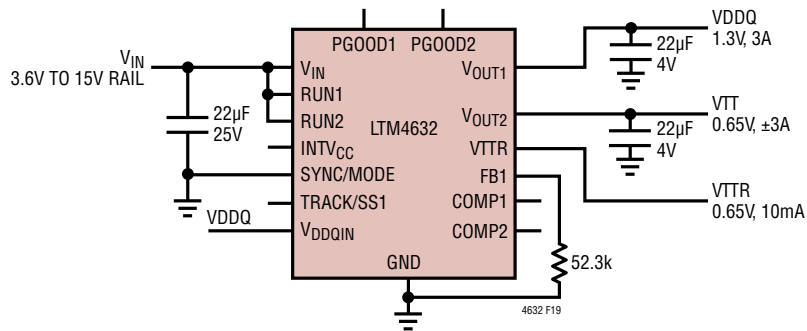 PGOOD1 PGOOD2
VIN
3.6V TO 15V RAIL
22µF
25V
VDDQ
VIN
RUN1
RUN2
INTVCC
SYNC/MODE
TRACK/SS1
VDDQIN
LTM4632
GND
VOUT1
VOUT2
VTTR
FB1
COMP1
COMP2
22µF
4V
VDDQ
1.3V, 3A
22µF
4V
VTT
0.65V, ±3A
VTTR
0.65V, 10mA
52.3k
4632 F19